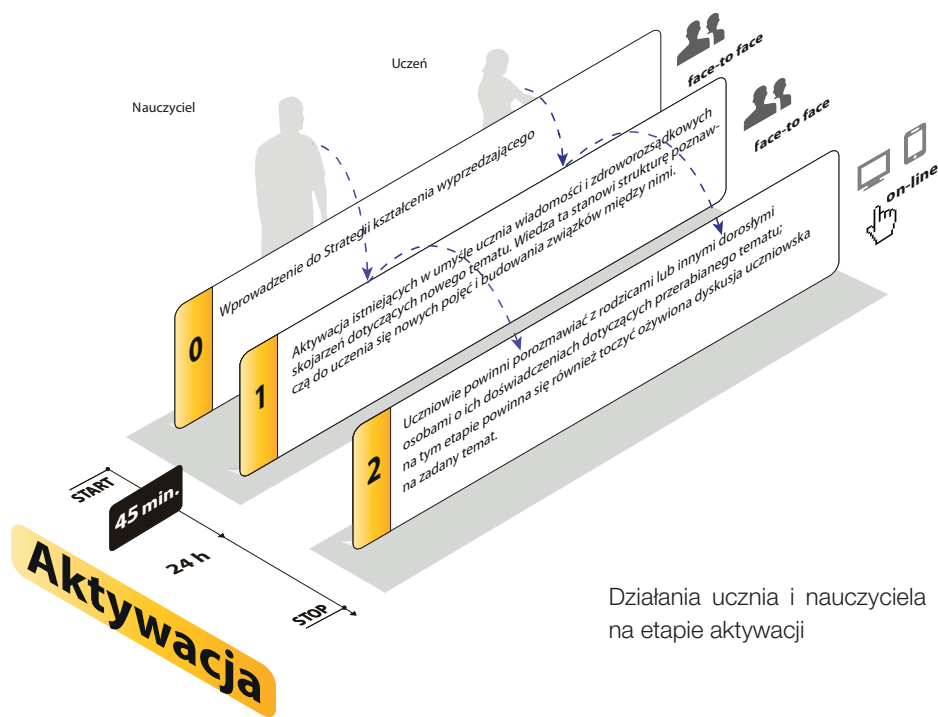 Nauczyciel
Uczeń
face-to face
0
Wprowadzenie do Strategii kształcenia wyprzedzającego
face-to face
1
Aktywacja istniejących w umyśle ucznia wiadomości i zdroworozsądkowych
skojarzeń dotyczących nowego tematu. Wiedza ta stanowi strukturę poznaw-
czą do uczenia się nowych pojęć i budowania związków między nimi.
on-line
2
Uczniowie powinni porozmawiać z rodzicami lub innymi dorosłymi
osobami o ich doświadczeniach dotyczących przerabianego tematu;
na tym etapie powinna się również toczyć ożywiona dyskusja uczniowska
na zadany temat.
START
45 min.
24 h
STOP
Aktywacja
Działania ucznia i nauczyciela
na etapie aktywacji